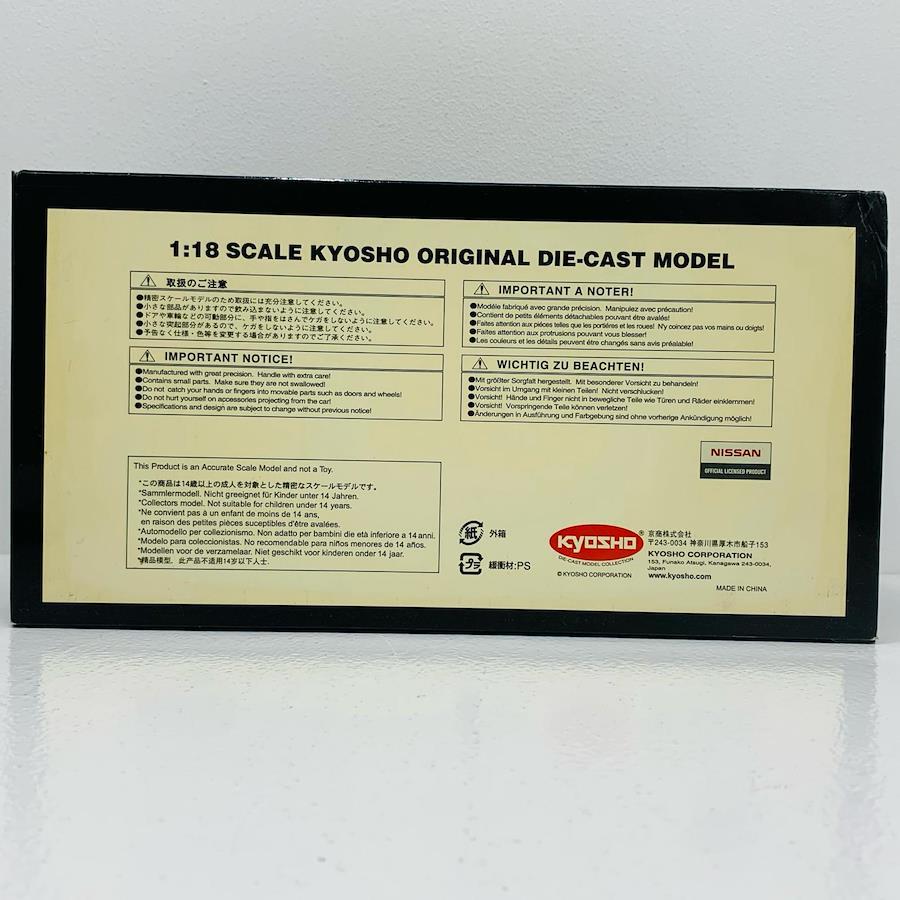 1:18 SCALE KYOSHO ORIGINAL DIE-CAST MODEL
取扱のご注意
●精密スケールモデルのため取扱には充分注意してください。
●小さな部品がありますので飲み込まないように注意してください。
●ドアや車輪などの可動部分に、手や指をはさんでケガをしないように注意してください。
●小さな突起部分があるので、ケガをしないように注意してください。
●予告なく仕様・色等を変更する場合がありますのでご了承ください。
IMPORTANT NOTICE!
●Manufactured with great precision. Handle with extra care!
●Contains small parts. Make sure they are not swallowed!
●Do not catch your hands or fingers into movable parts such as doors and wheels!
●Do not hurt yourself on accessories projecting from the car!
●Specifications and design are subject to change without previous notice!
IMPORTANT A NOTER!
●Modéle fabriqué avec grande précision. Manipulez avec précaution!
●Contient de petits éléments détachables pouvant être avalés!
●Faites attention aux piéces telles que les portiéres et les roues! N'y coinçez pas vos mains ou doigts!
●Faites attention aux protrusions pouvant vous blesser!
●Les couleurs et les détails peuvent être changés sans avis préalable!
WICHTIG ZU BEACHTEN!
●Mit größter Sorgfalt hergestellt. Mit besonderer Vorsicht zu behandeln!
●Vorsicht im Umgang mit kleinen Teilen! Nicht verschlucken!
●Vorsicht! Hände und Finger nicht in bewegliche Teile wie Türen und Räder einklemmen!
●Vorsicht! Vorspringende Teile können verletzen!
●Änderungen in Ausführung und Farbgebung sind ohne vorherige Ankündigung möglich!
NISSAN
OFFICIAL LICENSED PRODUCT
This Product is an Accurate Scale Model and not a Toy.
*この商品は14歳以上の成人を対象とした精密なスケールモデルです。
*Sammlermodell. Nicht greeignet für Kinder unter 14 Jahren.
*Collectors model. Not suitable for children under 14 years.
*Ne convient pas à un enfant de moins de 14 ans,
en raison des petites pièces suceptibles d'être avalées.
*Automodello per collezionismo. Non adatto per bambini die età inferiore a 14 anni.
*Modelo para coleccionistas. No recomendable para niños menores de 14 años.
*Modellen voor de verzamelaar. Niet geschikt voor kinderen onder 14 jaar.
*精品模型, 此产品不适用14岁以下人士.
紙 外箱
プラ 緩衝材:PS
KYOSHO®
DIE-CAST MODEL COLLECTION
© KYOSHO CORPORATION
京商株式会社
〒243-0034 神奈川県厚木市船子153
KYOSHO CORPORATION
153, Funako Atsugi, Kanagawa 243-0034,
Japan
www.kyosho.com
MADE IN CHINA